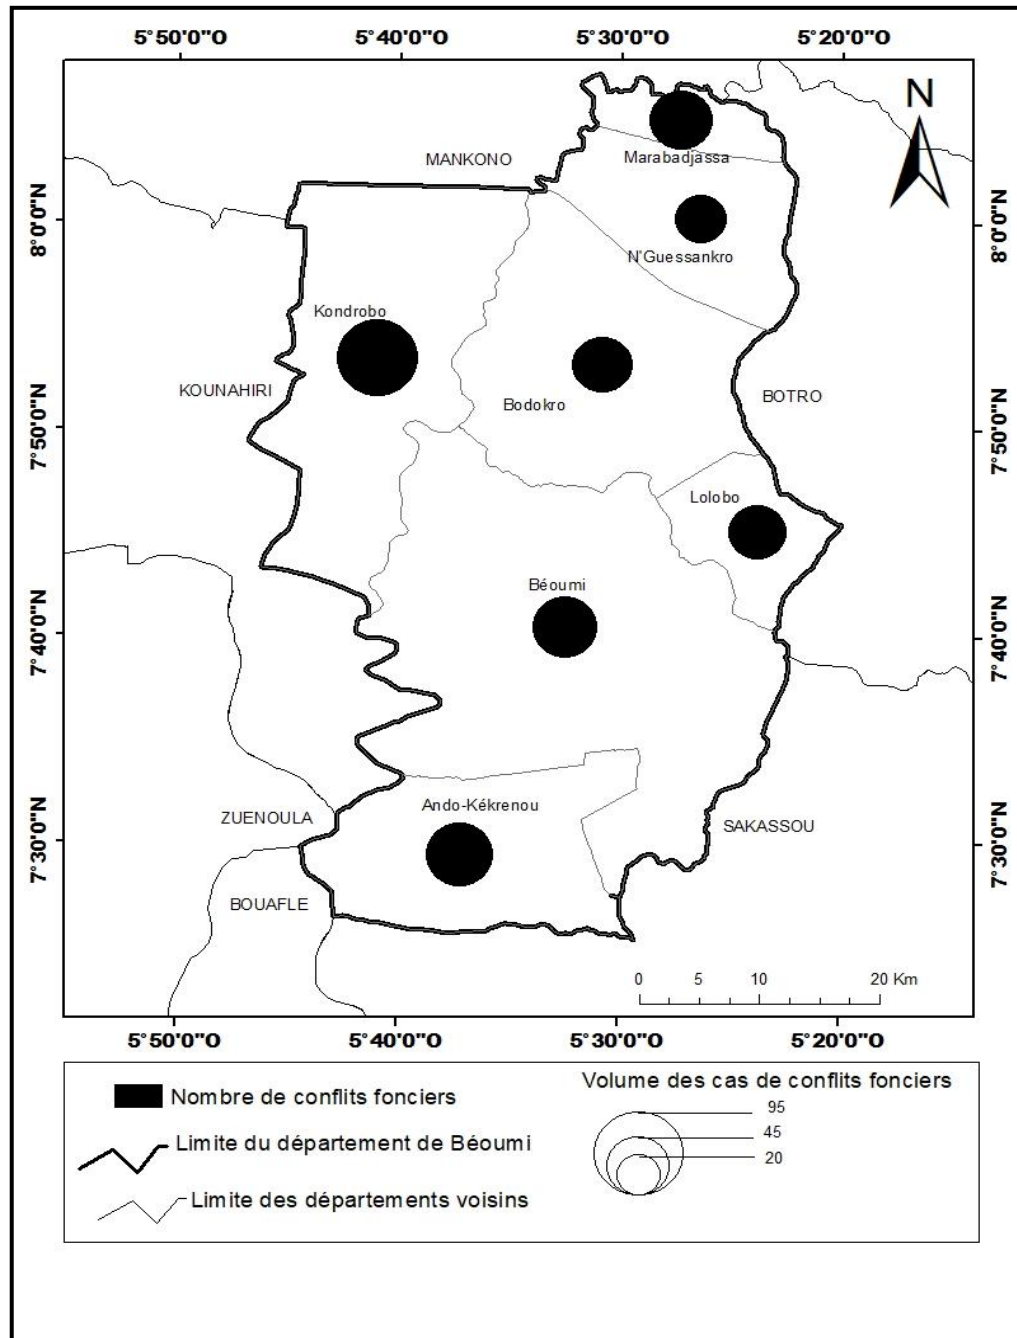 5°50'0"O 5°40'0"O 5°30'0"O 5°20'0"O
N
MANKONO
Marabadjassa
8°0'0"N
8°0'0"N
N'Guessankro
Kondrobo
KOUNAHIRI
BOTRO
Bodokro
7°50'0"N
7°50'0"N
Lolobo
Béoumi
7°40'0"N
7°40'0"N
Ando-Kékrenou
ZUENOULA
SAKASSOU
7°30'0"N
7°30'0"N
BOUAFLE
0 5 10 20 Km
5°50'0"O 5°40'0"O 5°30'0"O 5°20'0"O
Nombre de conflits fonciers
Limite du département de Béoumi
Limite des départements voisins
Volume des cas de conflits fonciers
95
45
20